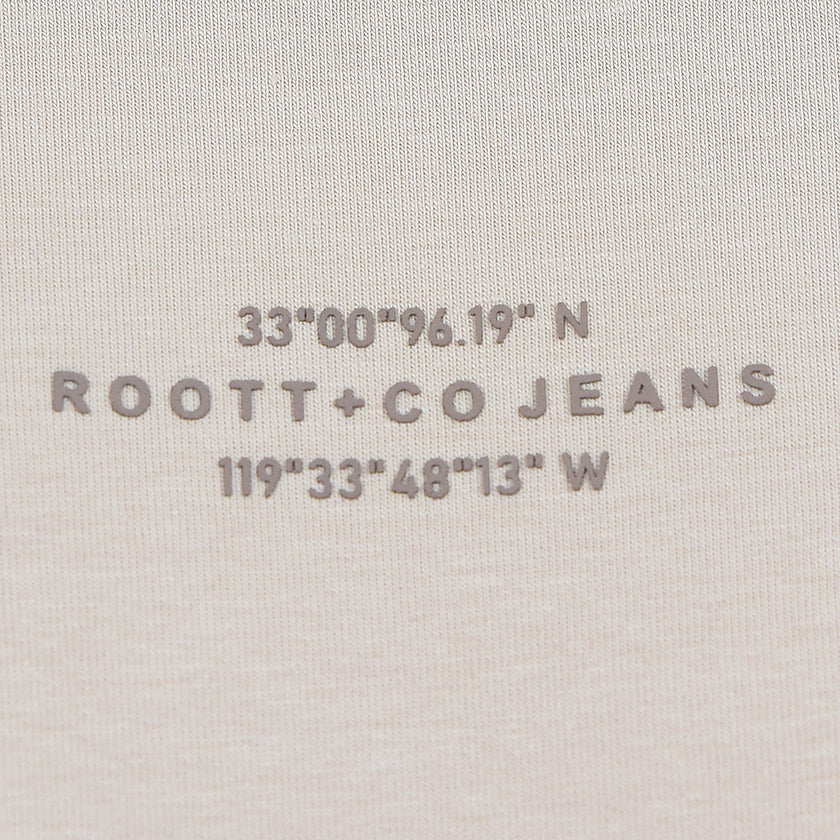 33"00"96.19" N
ROOTT+CO JEANS
119"33"48"13" W